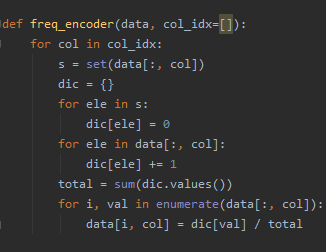 def freq_encoder(data, col_idx=[]):
    for col in col_idx:
        s = set(data[:, col])
        dic = {}
        for ele in s:
            dic[ele] = 0
        for ele in data[:, col]:
            dic[ele] += 1
        total = sum(dic.values())
        for i, val in enumerate(data[:, col]):
            data[i, col] = dic[val] / total